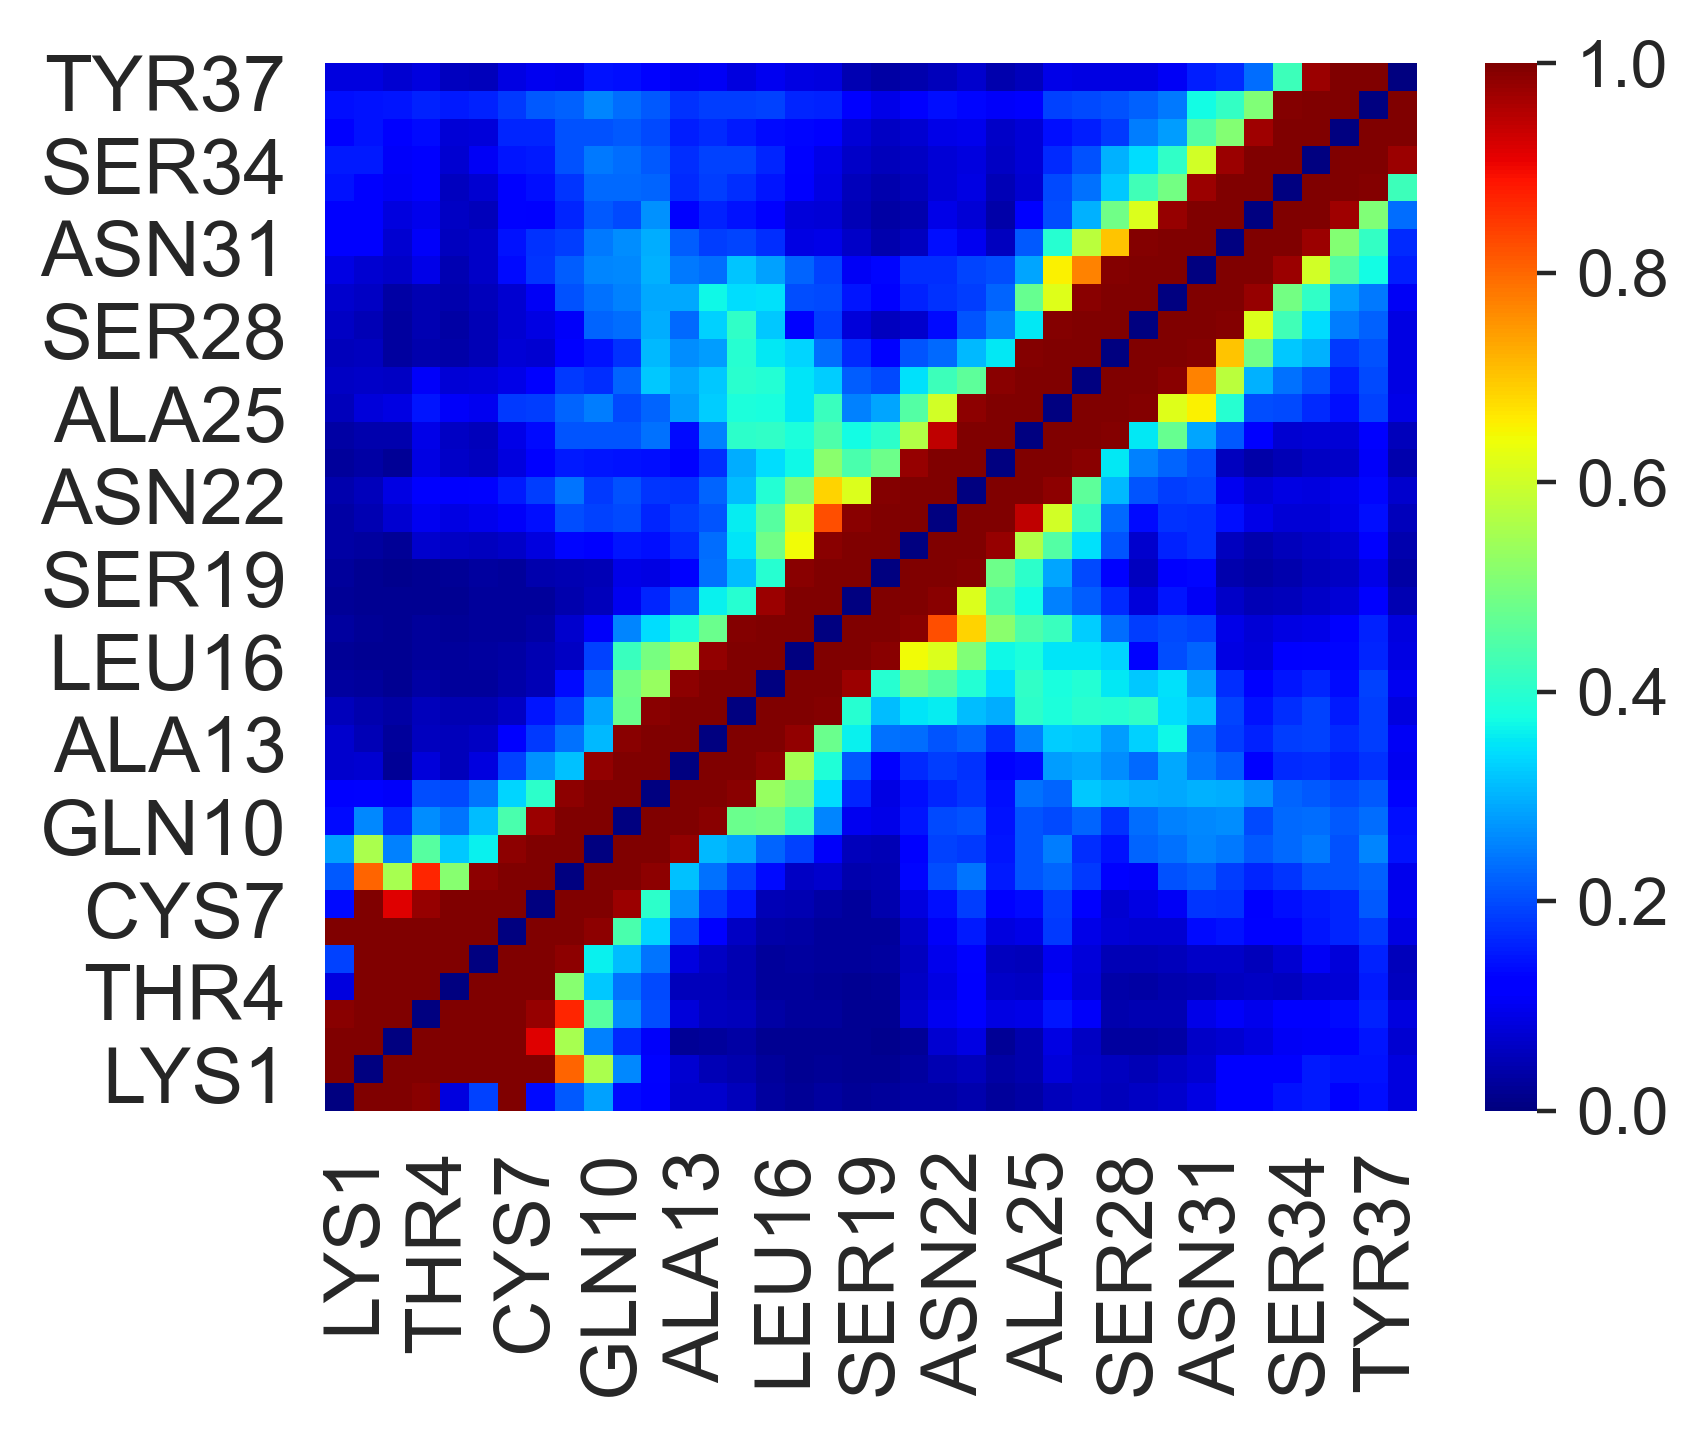 TYR37
SER34
ASN31
SER28
ALA25
ASN22
SER19
LEU16
ALA13
GLN10
CYS7
THR4
LYS1
LYS1
THR4
CYS7
GLN10
ALA13
LEU16
SER19
ASN22
ALA25
SER28
ASN31
SER34
TYR37
1.0
0.8
0.6
0.4
0.2
0.0